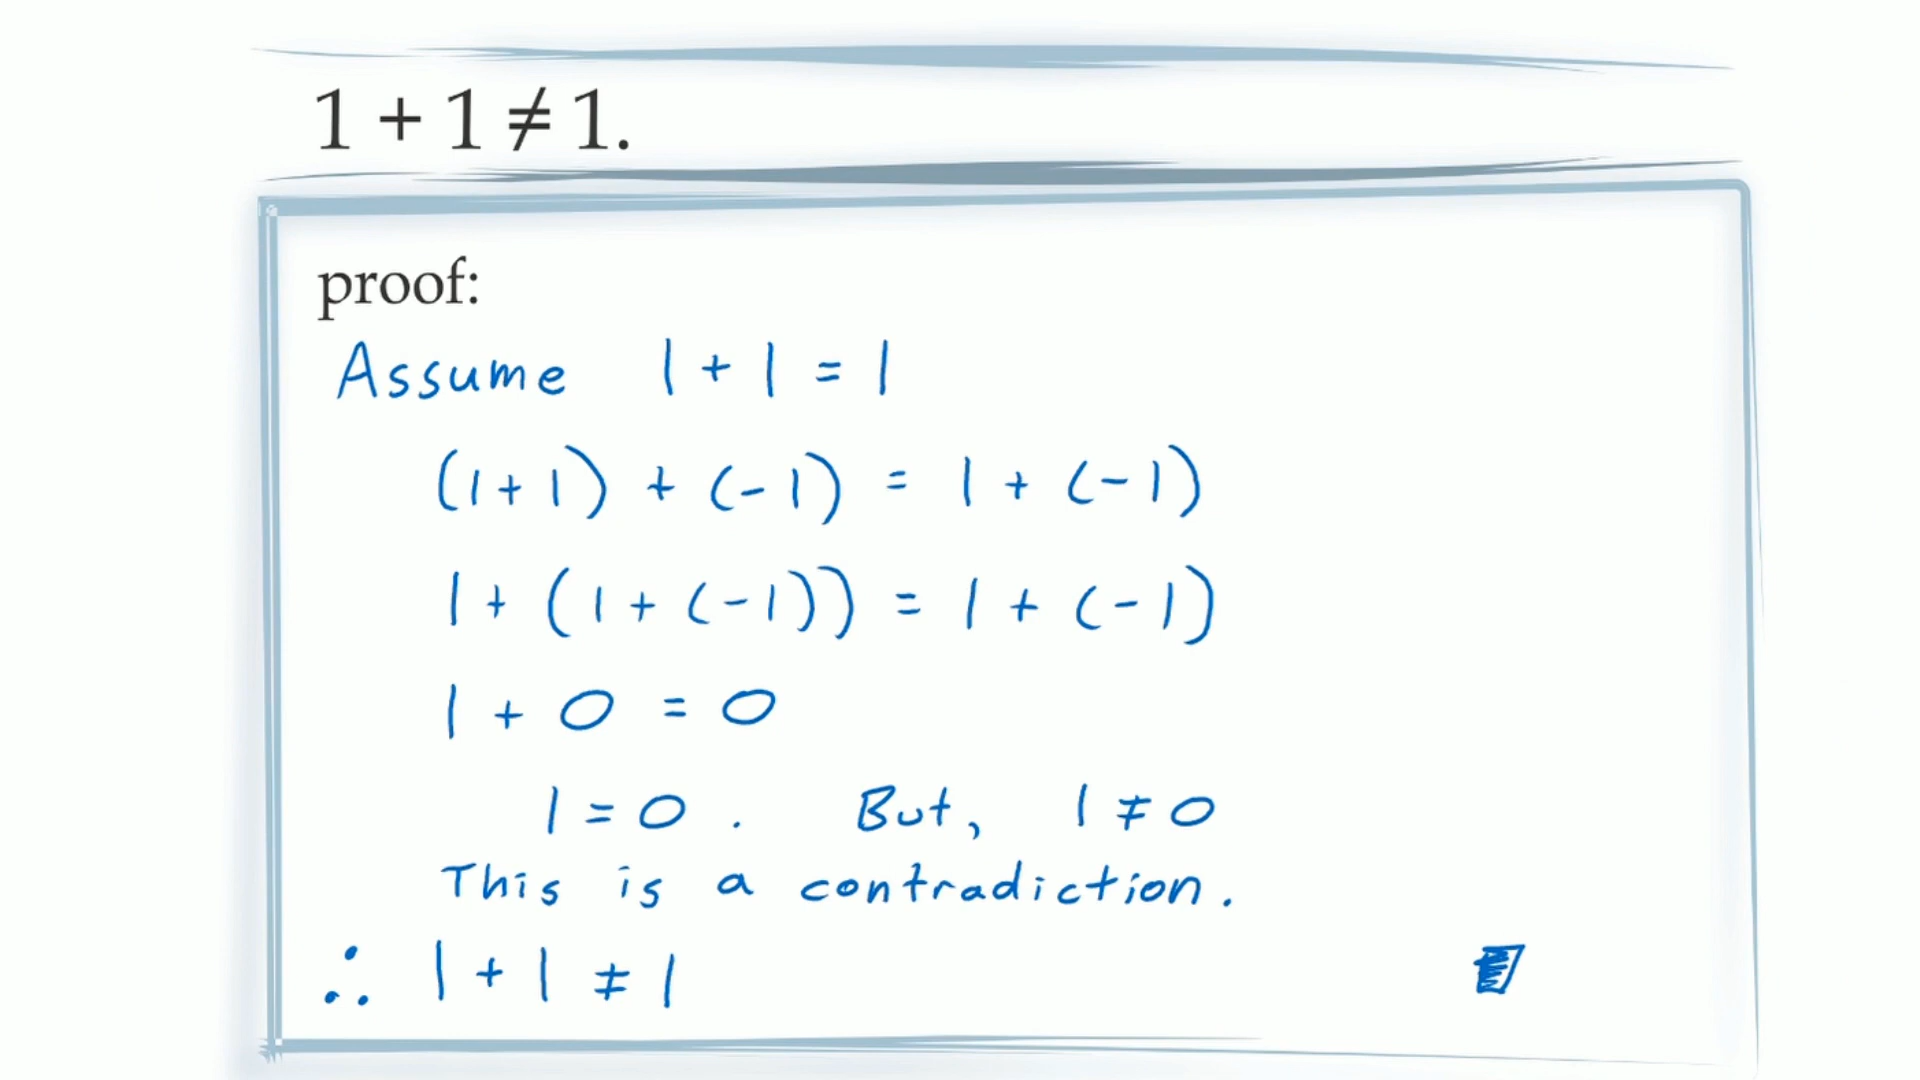 1 + 1 ≠ 1.
proof:
Assume 1 + 1 = 1
(1+1) + (-1) = 1 + (-1)
1 + (1 + (-1)) = 1 + (-1)
1 + 0 = 0
1 = 0 . But, 1 ≠ 0
This is a contradiction.
∴ 1 + 1 ≠ 1